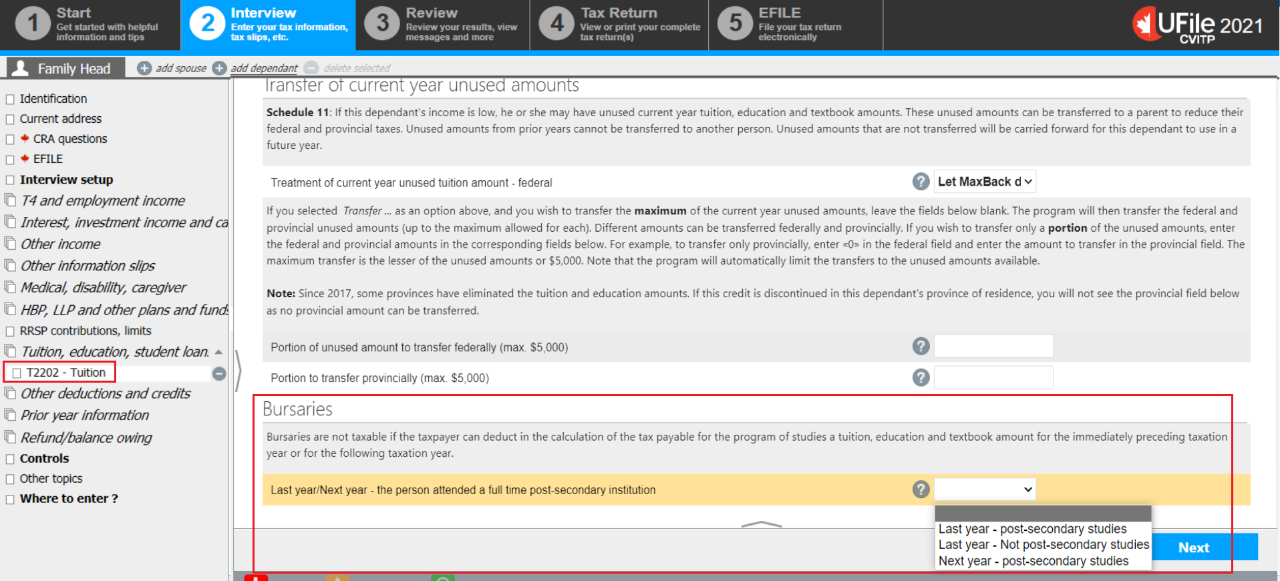 1
Start
Get started with helpful
information and tips
2
Interview
Enter your tax information,
tax slips, etc.
3
Review
Review your results, view
messages and more
4
Tax Return
View or print your complete
tax return(s)
5
EFILE
File your tax return
electronically
UFile 2021
CVITP
Family Head
add spouse
add dependant
delete selected
Identification
Current address
CRA questions
EFILE
Interview setup
T4 and employment income
Interest, investment income and ca
Other income
Other information slips
Medical, disability, caregiver
HBP, LLP and other plans and funds
RRSP contributions, limits
Tuition, education, student loan.
T2202 - Tuition
Other deductions and credits
Prior year information
Refund/balance owing
Controls
Other topics
Where to enter ?
Transfer of current year unused amounts
Schedule 11: If this dependant's income is low, he or she may have unused current year tuition, education and textbook amounts. These unused amounts can be transferred to a parent to reduce their
federal and provincial taxes. Unused amounts from prior years cannot be transferred to another person. Unused amounts that are not transferred will be carried forward for this dependant to use in a
future year.
Treatment of current year unused tuition amount - federal
? Let MaxBack d
If you selected Transfer ... as an option above, and you wish to transfer the maximum of the current year unused amounts, leave the fields below blank. The program will then transfer the federal and
provincial unused amounts (up to the maximum allowed for each). Different amounts can be transferred federally and provincially. If you wish to transfer only a portion of the unused amounts, enter
the federal and provincial amounts in the corresponding fields below. For example, to transfer only provincially, enter «0» in the federal field and enter the amount to transfer in the provincial field. The
maximum transfer is the lesser of the unused amounts or $5,000. Note that the program will automatically limit the transfers to the unused amounts available.
Note: Since 2017, some provinces have eliminated the tuition and education amounts. If this credit is discontinued in this dependant's province of residence, you will not see the provincial field below
as no provincial amount can be transferred.
Portion of unused amount to transfer federally (max. $5,000)
?
Portion to transfer provincially (max. $5,000)
?
Bursaries
Bursaries are not taxable if the taxpayer can deduct in the calculation of the tax payable for the program of studies a tuition, education and textbook amount for the immediately preceding taxation
year or for the following taxation year.
Last year/Next year - the person attended a full time post-secondary institution
?
Last year - post-secondary studies
Last year - Not post-secondary studies
Next year - post-secondary studies
Next